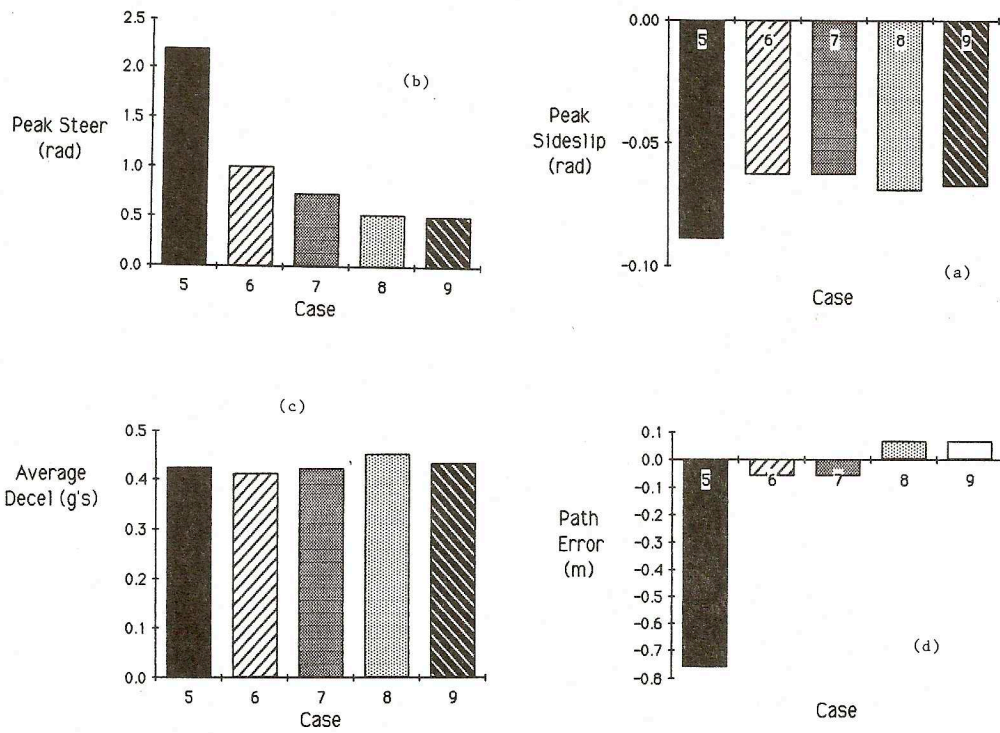 2.5
2.0
1.5
1.0
0.5
0.0
Peak Steer
(rad)
(b)
5 6 7 8 9
Case
0.00
-0.05
-0.10
Peak
Sideslip
(rad)
5 6 7 8 9
(a)
Case
(c)
0.5
0.4
0.3
0.2
0.1
0.0
Average
Decel (g's)
5 6 7 8 9
Case
0.1
0.0
-0.1
-0.2
-0.3
-0.4
-0.5
-0.6
-0.7
-0.8
Path
Error
(m)
5 6 7 8 9
(d)
Case